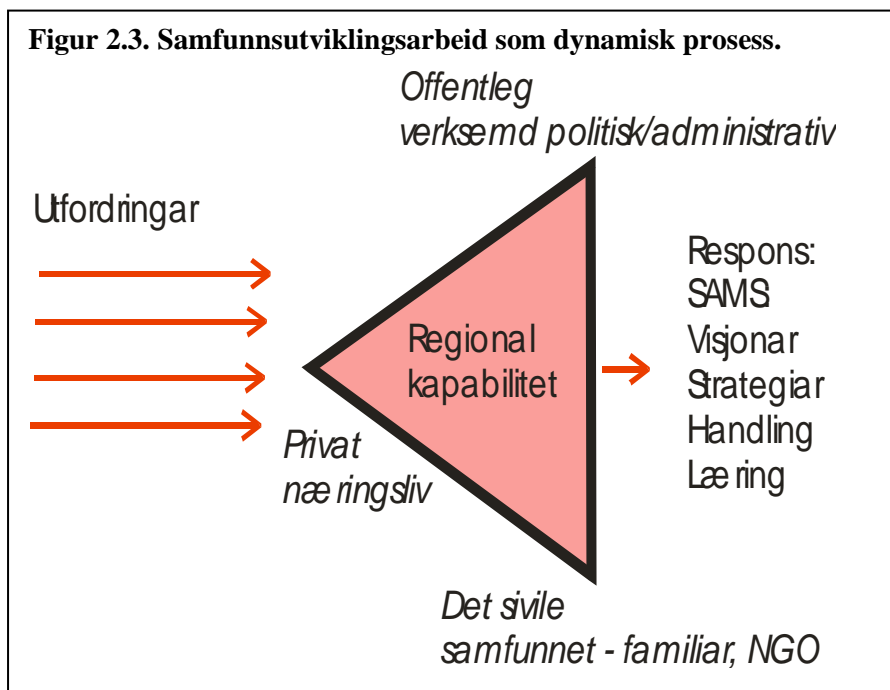 Figur 2.3. Samfunnsutviklingsarbeid som dynamisk prosess.
Offentleg
verksemd politisk/administrativ
Utfordringar
Regional
kapabilitet
Privat
næringsliv
Respons:
SAMSI
Visjonar
Strategiar
Handling
Læring
Det sivile
samfunnet - familiar, NGO